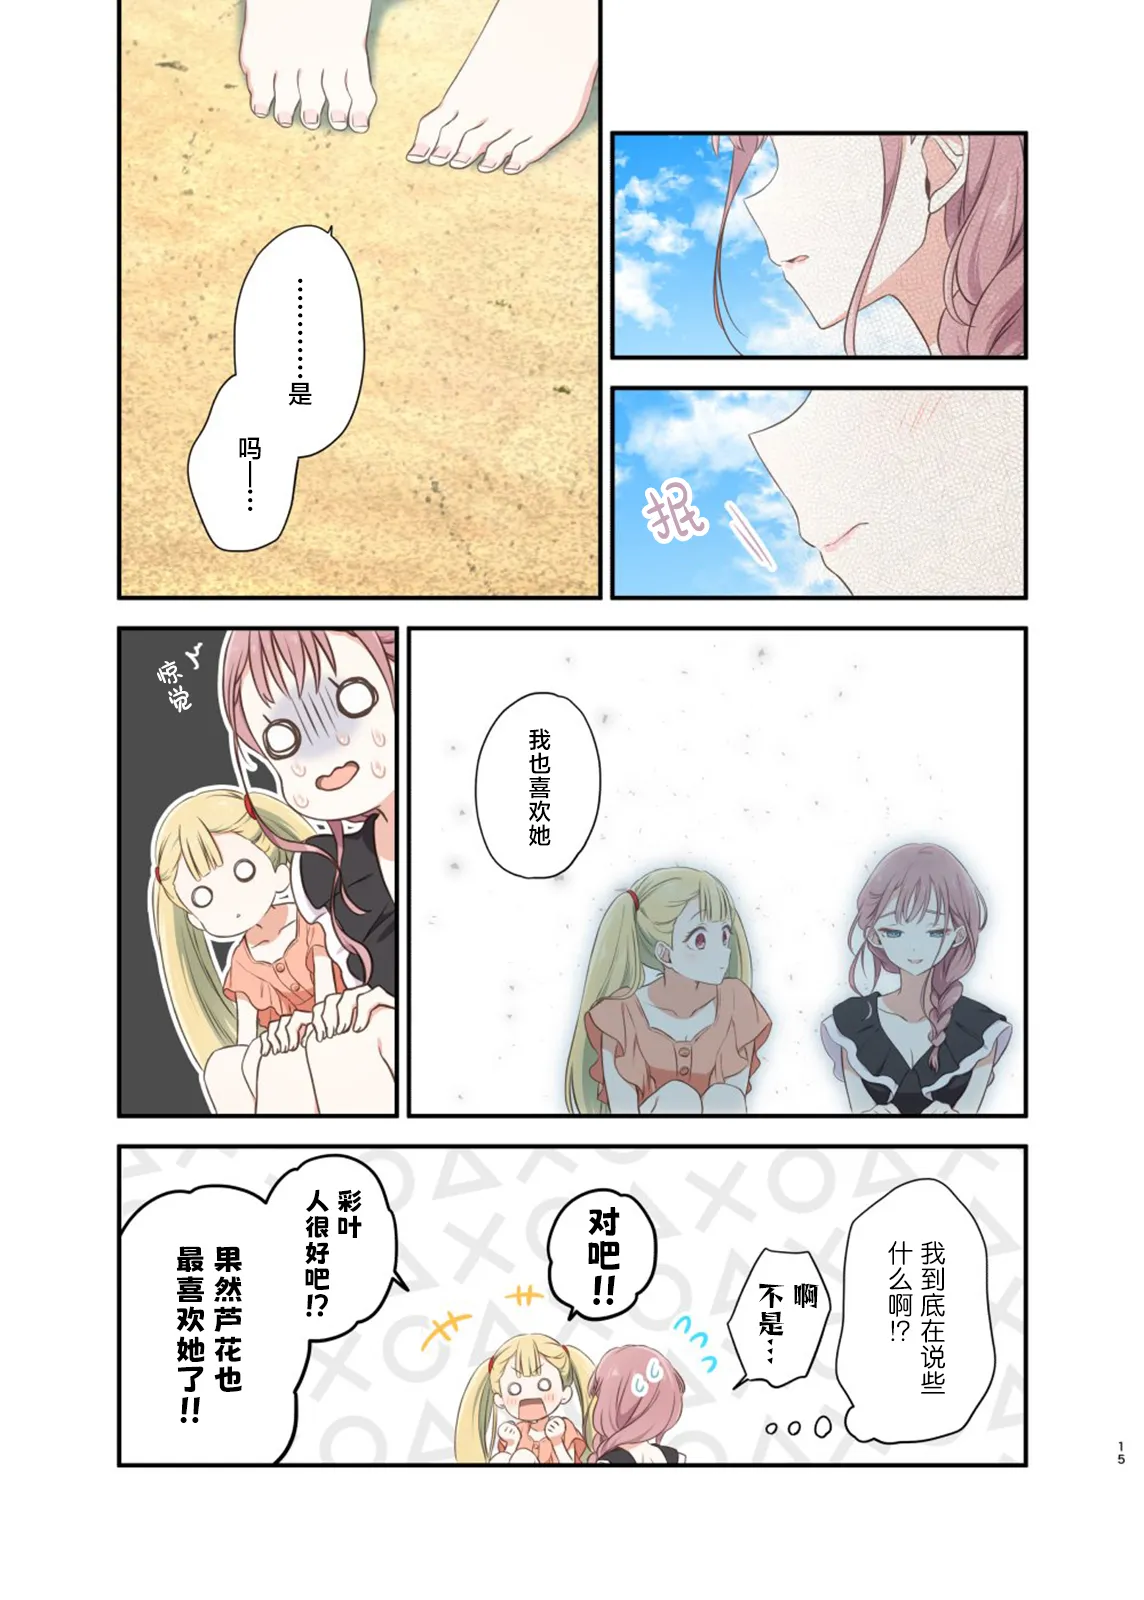 抿
…………是
吗—…
我也喜欢她
惊觉
我到底在说些
什么啊!?
啊
不是…
对吧!!
彩叶
人很好吧!?
果然芦花也
最喜欢她了!!
15